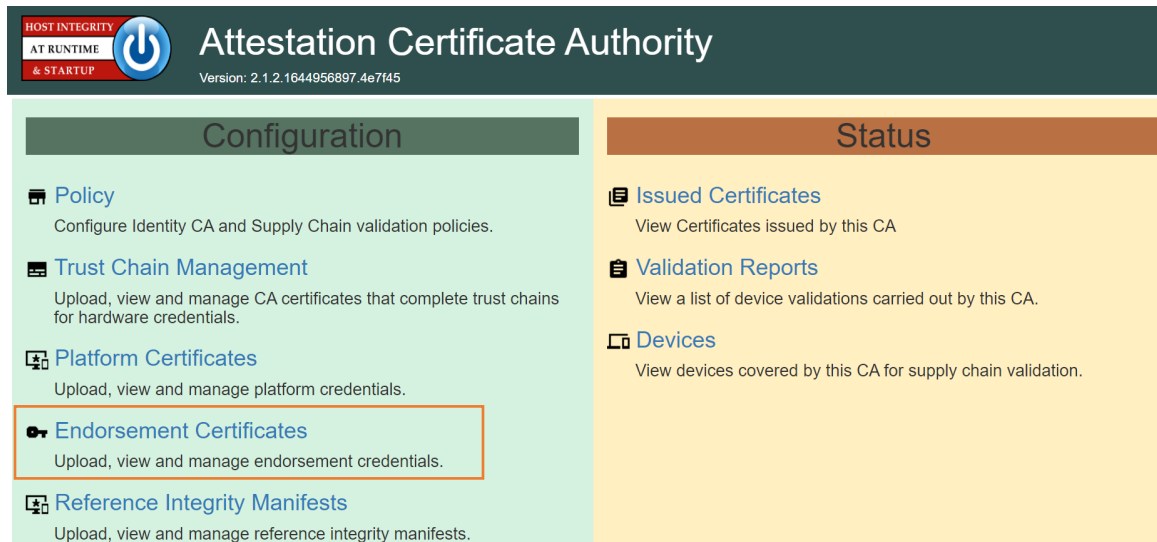 HOST INTEGRITY
AT RUNTIME
& STARTUP
Attestation Certificate Authority
Version: 2.1.2.1644956897.4e7f45
Configuration
Policy
Configure Identity CA and Supply Chain validation policies.
Trust Chain Management
Upload, view and manage CA certificates that complete trust chains
for hardware credentials.
Platform Certificates
Upload, view and manage platform credentials.
Endorsement Certificates
Upload, view and manage endorsement credentials.
Reference Integrity Manifests
Upload, view and manage reference integrity manifests.
Status
Issued Certificates
View Certificates issued by this CA
Validation Reports
View a list of device validations carried out by this CA.
Devices
View devices covered by this CA for supply chain validation.